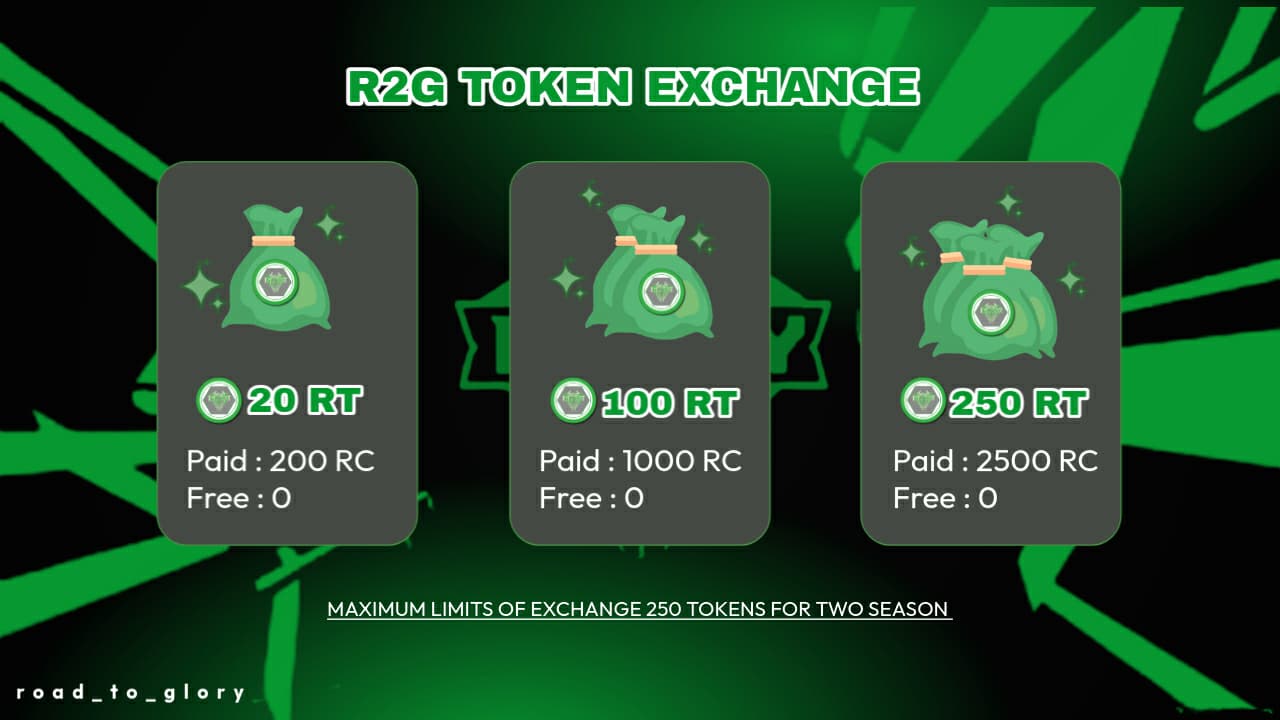 R2G TOKEN EXCHANGE
20 RT
Paid : 200 RC
Free : 0
100 RT
Paid : 1000 RC
Free : 0
250 RT
Paid : 2500 RC
Free : 0
MAXIMUM LIMITS OF EXCHANGE 250 TOKENS FOR TWO SEASON
road_to_glory